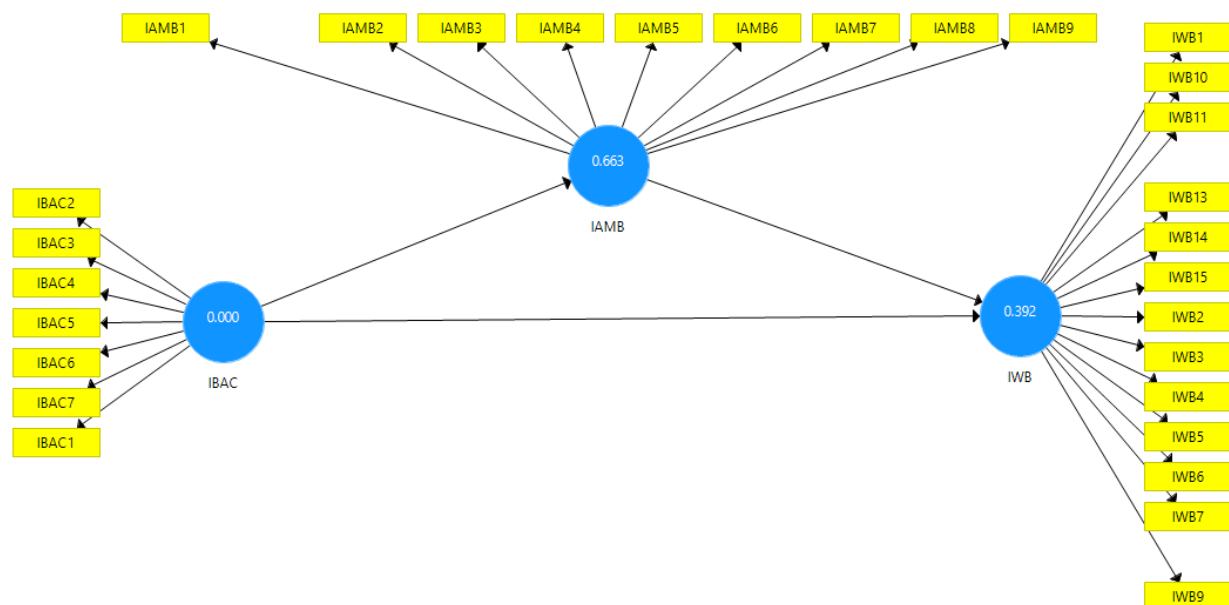 IAMB1
IAMB2
IAMB3
IAMB4
IAMB5
IAMB6
IAMB7
IAMB8
IAMB9
IWB1
IWB10
IWB11
0.663
IAMB
IBAC2
IBAC3
IBAC4
IBAC5
IBAC6
IBAC7
IBAC1
0.000
IBAC
0.392
IWB
IWB13
IWB14
IWB15
IWB2
IWB3
IWB4
IWB5
IWB6
IWB7
IWB9